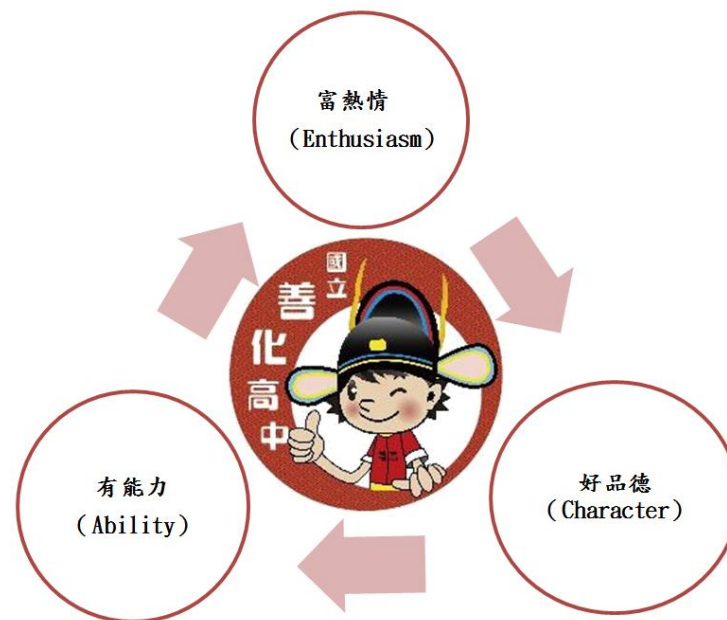 富熱情
（Enthusiasm）
國立
善化高中
有能力
（Ability）
好品德
（Character）